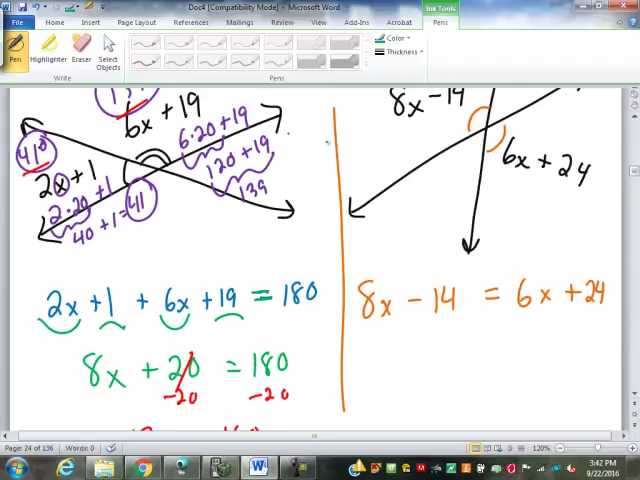 Doc4 [Compatibility Mode] - Microsoft Word
Ink Tools
File Home Insert Page Layout References Mailings Review View Add-Ins Acrobat Pens
Pen Highlighter Eraser Select Objects
Color
Thickness
Write
Pens
6x + 19
41°
2x + 1
2·20 + 1
40 + 1 = 41
6·20 + 19
120 + 19
139
8x - 14
6x + 24
2x + 1 + 6x + 19 = 180
8x + 20 = 180
-20 -20
8x - 14 = 6x + 24
Page: 24 of 136 Words: 0 120%
3:42 PM
9/22/2016